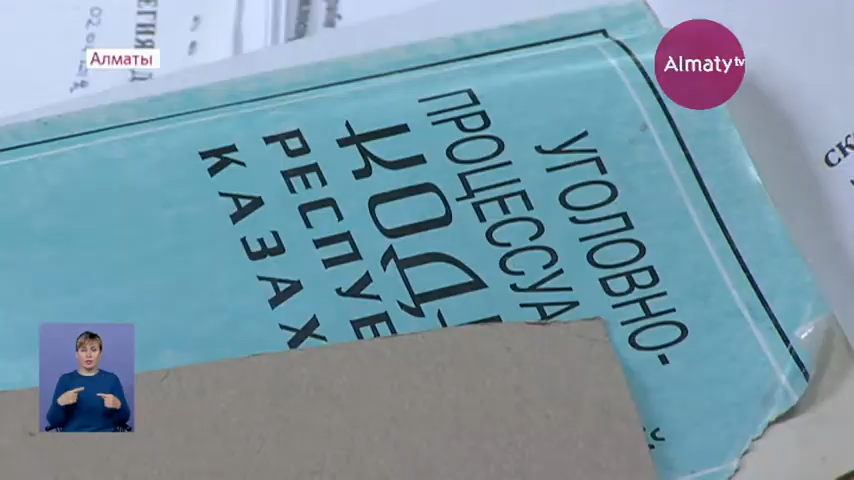 Алматы
Almaty tv
УГОЛОВНО-
ПРОЦЕССУА
КОД
РЕСПУБ
КАЗАХ